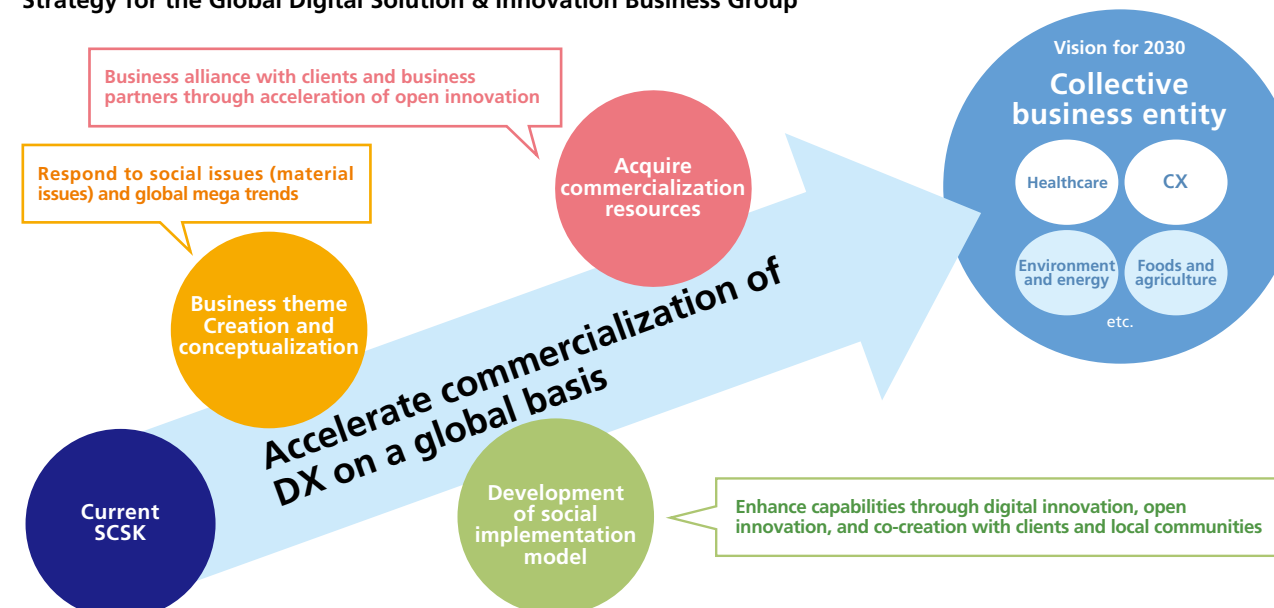 Strategy for the Global Digital Solution & Innovation Business Group
Vision for 2030
Collective
business entity
Healthcare
CX
Environment
and energy
Foods and
agriculture
etc.
Business alliance with clients and business
partners through acceleration of open innovation
Acquire
commercialization
resources
Respond to social issues (material
issues) and global mega trends
Business theme
Creation and
conceptualization
Accelerate commercialization of
DX on a global basis
Current
SCSK
Development
of social
implementation
model
Enhance capabilities through digital innovation, open
innovation, and co-creation with clients and local communities